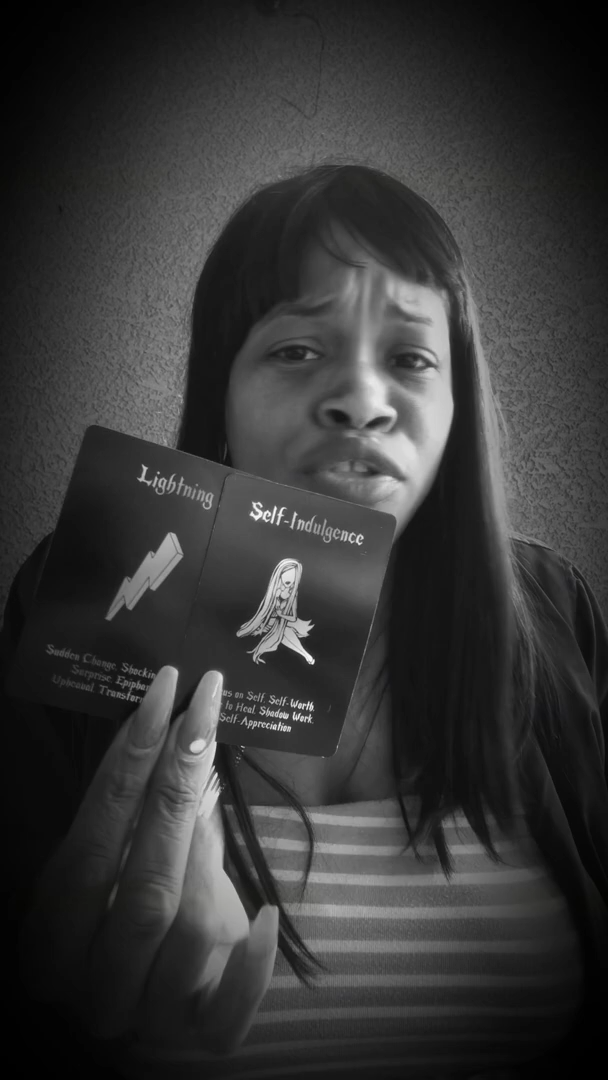 Lightning
Sudden Change, Shockin
Surprise, Epiphan
Upheaval, Transfor
Self-Indulgence
us on Self, Self-Worth,
to Heal, Shadow Work,
Self-Appreciation